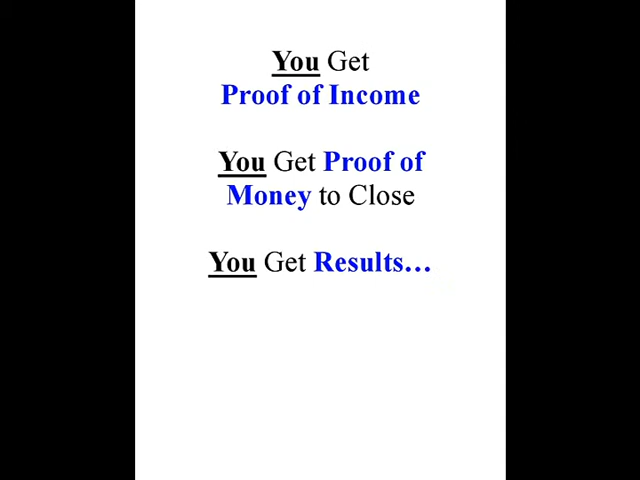 You Get
Proof of Income
You Get Proof of
Money to Close
You Get Results…